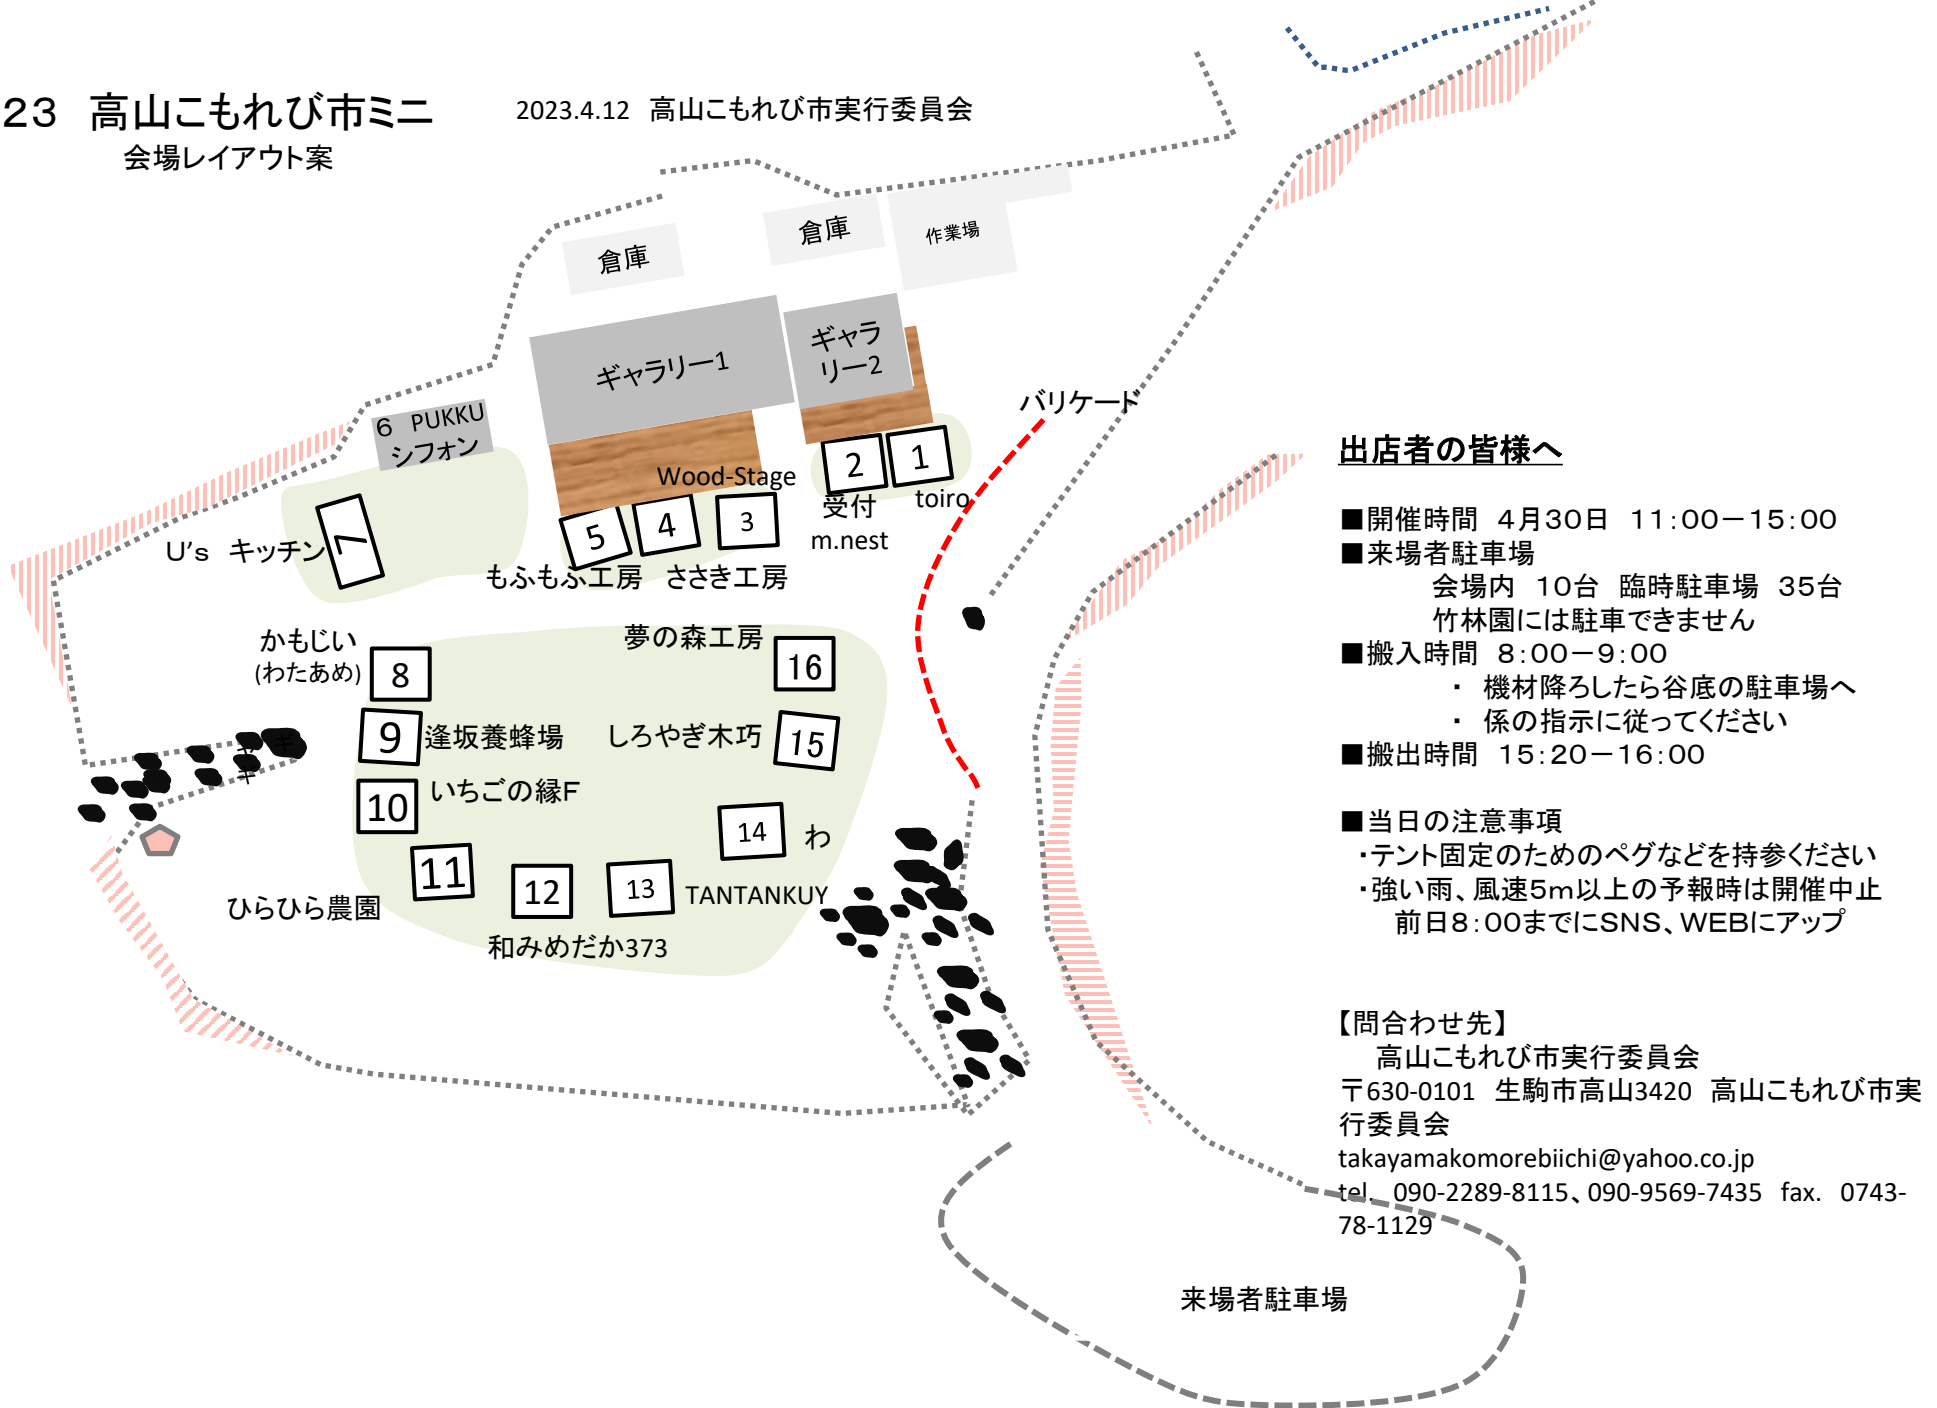 23　高山こもれび市ミニ
会場レイアウト案
2023.4.12　高山こもれび市実行委員会
倉庫
倉庫
作業場
ギャラリー1
ギャラ
リー2
６　PUKKU
シフォン
バリケード
Wood-Stage
1
2
3
4
5
受付
toiro
m.nest
もふもふ工房　ささき工房
7
U's　キッチン
かもじい
(わたあめ)
8
夢の森工房
16
9
逢坂養蜂場
しろやぎ木巧
15
10
いちごの縁F
14
わ
11
ひらひら農園
12
13
TANTANKUY
和みめだか373
キ
キ
キ
出店者の皆様へ
■開催時間　４月３０日　１１：００－１５：００
■来場者駐車場
会場内　１０台　臨時駐車場　３５台
竹林園には駐車できません
■搬入時間　８：００－９：００
・　機材降ろしたら谷底の駐車場へ
・　係の指示に従ってください
■搬出時間　１５：２０－１６：００
■当日の注意事項
・テント固定のためのペグなどを持参ください
・強い雨、風速５ｍ以上の予報時は開催中止
前日８：００までにSNS、WEBにアップ
【問合わせ先】
高山こもれび市実行委員会
〒630-0101　生駒市高山3420　高山こもれび市実
行委員会
takayamakomorebiichi@yahoo.co.jp
tel.　090-2289-8115、090-9569-7435　fax.　0743-
78-1129
来場者駐車場